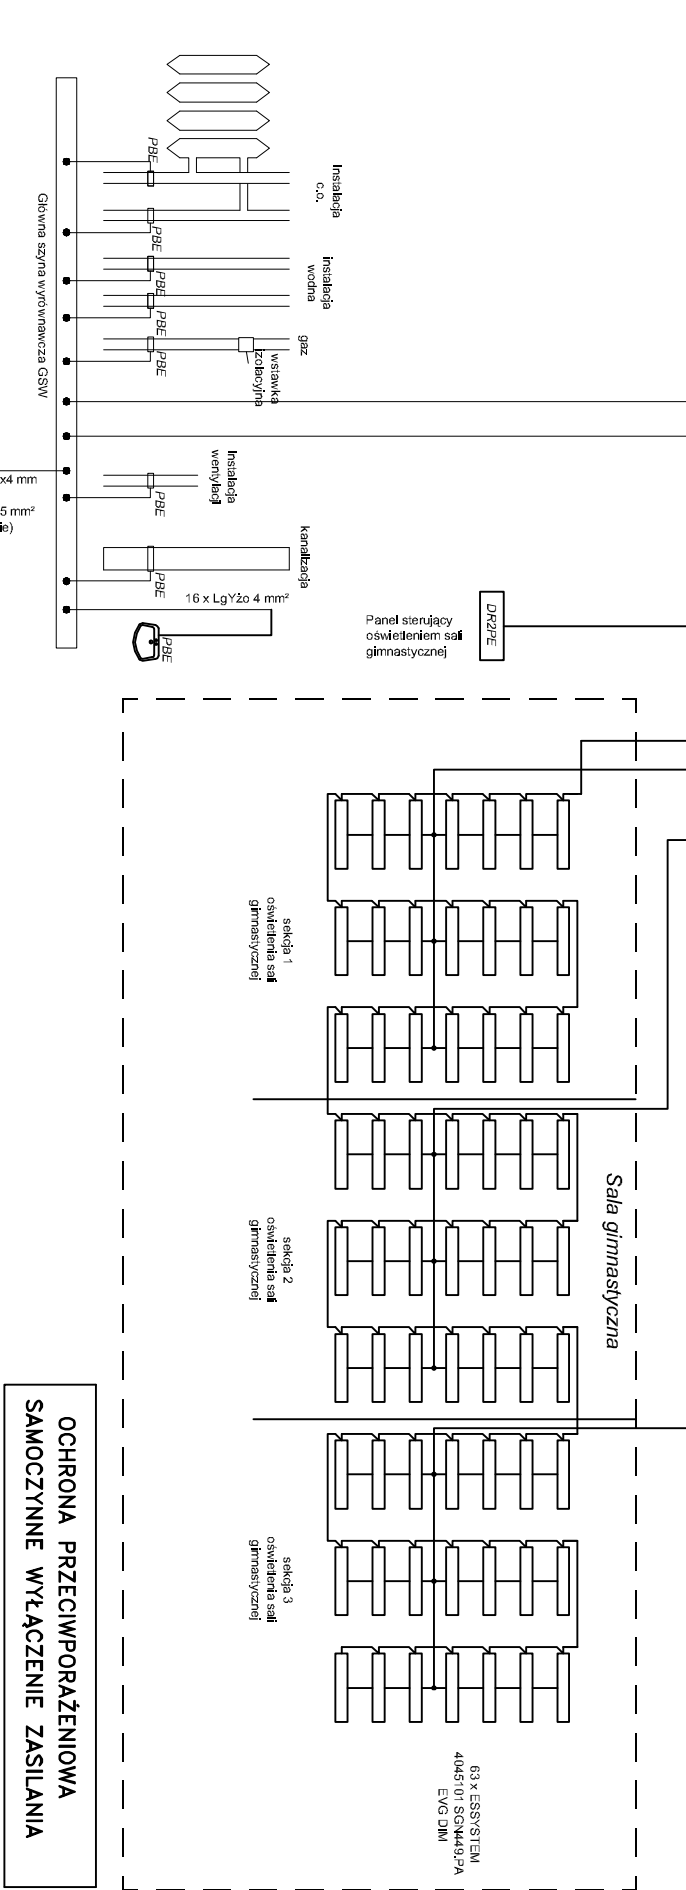 PBE
Instalacja
c.o.
PBE
instalacja
wodna
PBE
PBE
gaz
wstawka
izolacyjna
PBE
Główna szyna wyrównawcza GSW
x4 mm
5 mm²
ie)
Instalacja
wentylacji
PBE
kanalizacja
PBE
16 x LgYżo 4 mm²
PBE
Panel sterujący
oświetleniem sali
gimnastycznej
DR2PE
sekcja 1
oświetlenia sali
gimnastycznej
Sala gimnastyczna
sekcja 2
oświetlenia sali
gimnastycznej
sekcja 3
oświetlenia sali
gimnastycznej
63 x ESSYSTEM
4045101 SGN449.PA
EVG DIM
OCHRONA PRZECIWPORAŻENIOWA
SAMOCZYNNE WYŁĄCZENIE ZASILANIA